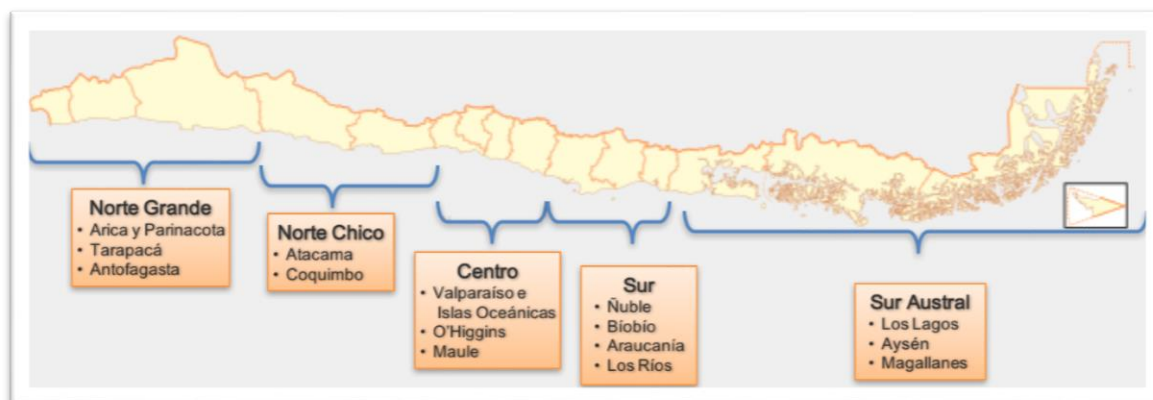 Norte Grande
• Arica y Parinacota
• Tarapacá
• Antofagasta
Norte Chico
• Atacama
• Coquimbo
Centro
• Valparaíso e
Islas Oceánicas
• O'Higgins
• Maule
Sur
• Ñuble
• Bíobío
• Araucanía
• Los Ríos
Sur Austral
• Los Lagos
• Aysén
• Magallanes